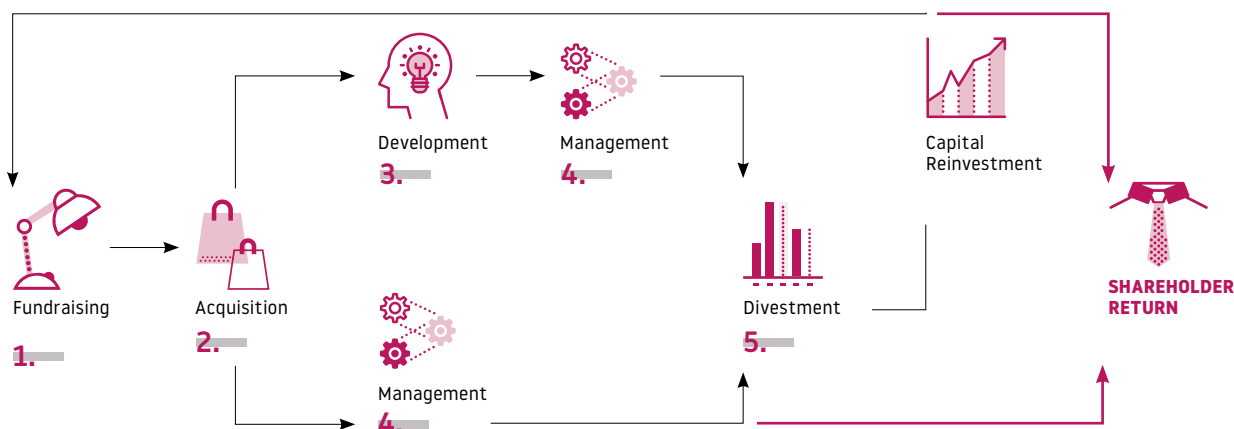 Development
3.
Management
4.
Capital
Reinvestment
Fundraising
1.
Acquisition
2.
Management
4.
Divestment
5.
SHAREHOLDER
RETURN